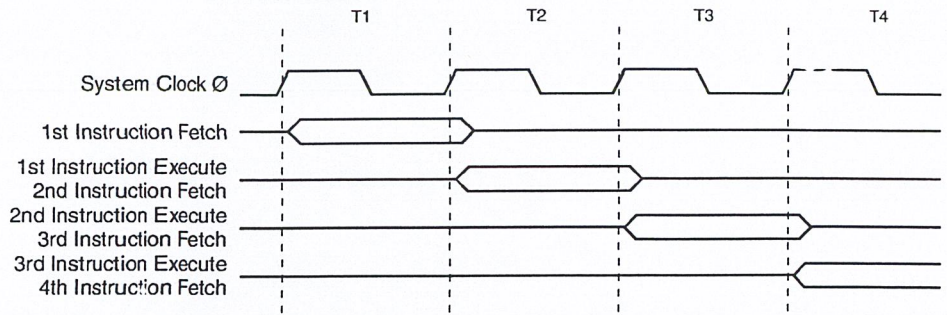 T1 T2 T3 T4
System Clock Ø
1st Instruction Fetch
1st Instruction Execute
2nd Instruction Fetch
2nd Instruction Execute
3rd Instruction Fetch
3rd Instruction Execute
4th Instruction Fetch